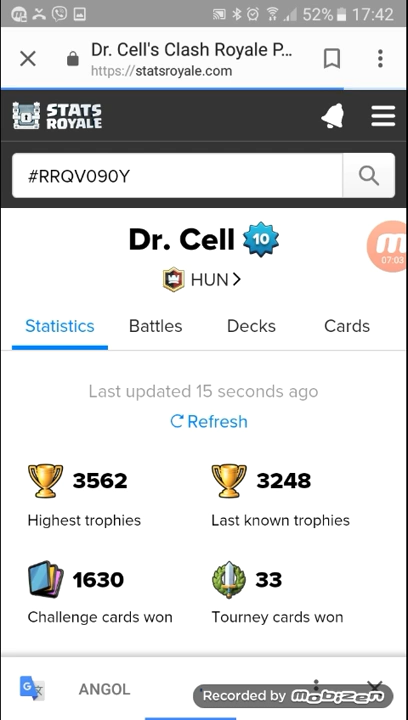 52% 17:42
Dr. Cell's Clash Royale P...
https://statsroyale.com
STATS
ROYALE
#RRQV090Y
Dr. Cell 10
HUN
07:03
Statistics Battles Decks Cards
Last updated 15 seconds ago
Refresh
3562 3248
Highest trophies Last known trophies
1630 33
Challenge cards won Tourney cards won
ANGOL
Recorded by mobizen